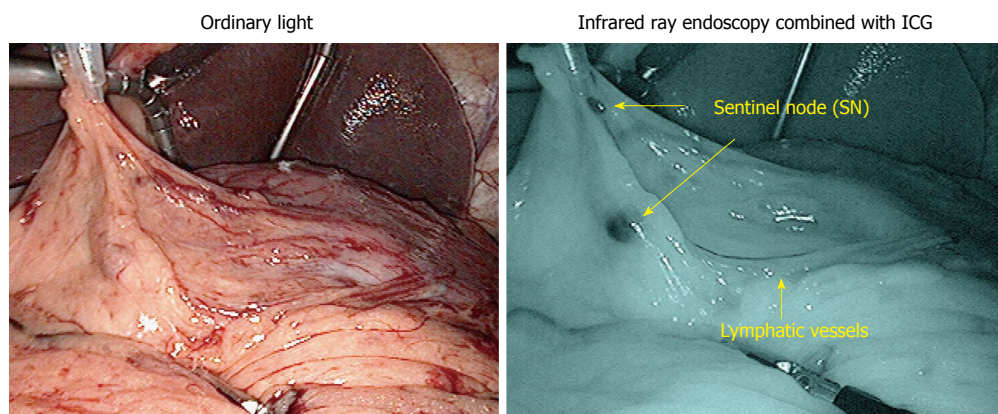 Ordinary light
Infrared ray endoscopy combined with ICG
Sentinel node (SN)
Lymphatic vessels